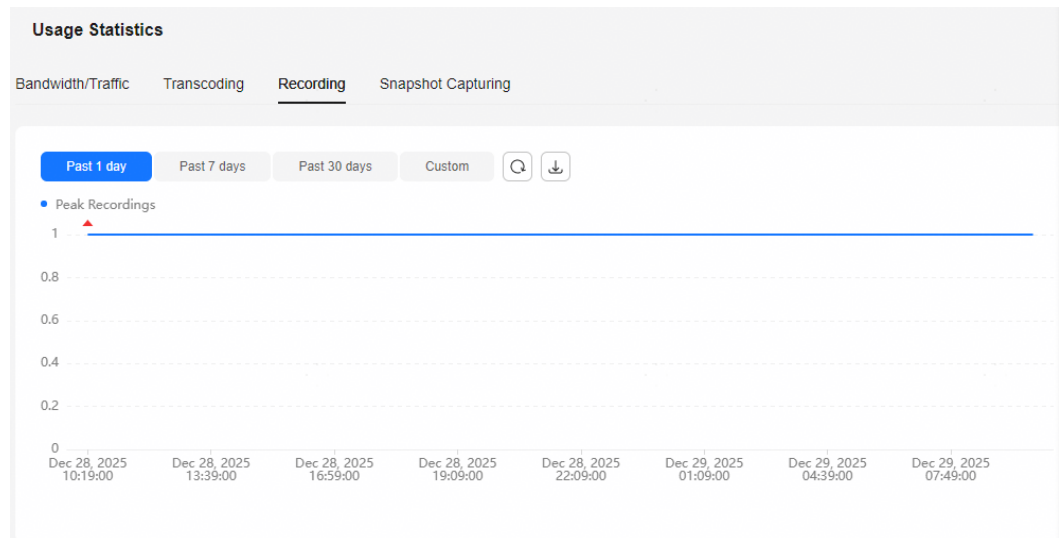 Usage Statistics
Bandwidth/Traffic Transcoding Recording Snapshot Capturing
Past 1 day Past 7 days Past 30 days Custom
Peak Recordings
1
0.8
0.6
0.4
0.2
0
Dec 28, 2025 Dec 28, 2025 Dec 28, 2025 Dec 28, 2025 Dec 28, 2025 Dec 29, 2025 Dec 29, 2025 Dec 29, 2025
10:19:00 13:39:00 16:59:00 19:09:00 22:09:00 01:09:00 04:39:00 07:49:00